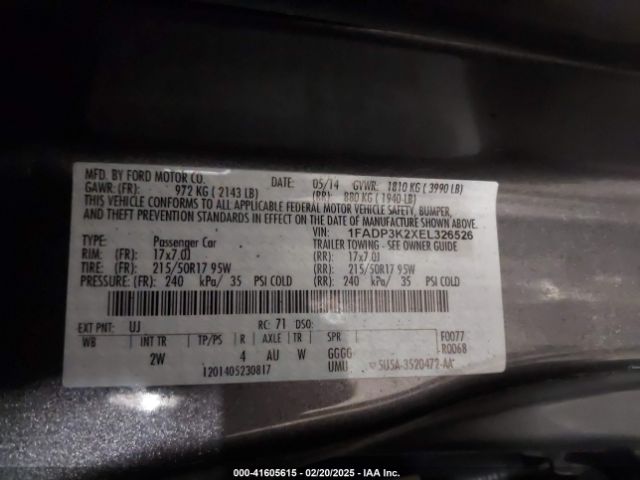 MFD. BY FORD MOTOR CO.
DATE: 05/14 GVWR: 1810 KG ( 3990 LB)
GAWR: (FR): 972 KG ( 2143 LB) (RR): 880 KG ( 1940 LB)
THIS VEHICLE CONFORMS TO ALL APPLICABLE FEDERAL MOTOR VEHICLE SAFETY, BUMPER,
AND THEFT PREVENTION STANDARDS IN EFFECT ON THE DATE OF MANUFACTURE SHOWN ABOVE.
VIN: 1FADP3K2XEL326526
TYPE: Passenger Car TRAILER TOWING - SEE OWNER GUIDE
RIM: (FR): 17x7.0J (RR): 17x7.0J
TIRE: (FR): 215/50R17 95W (RR): 215/50R17 95W
PRESSURE: (FR): 240 kPa/ 35 PSI COLD (RR): 240 kPa/ 35 PSI COLD
EXT PNT: UJ RC: 71 DSO: F0077
WB INT TR TP/PS R AXLE TR SPR R0068
2W 4 AU W GGGG
UMU
1201405230817 5U5A-3520472-AA
000-41605615 - 02/20/2025 - IAA Inc.